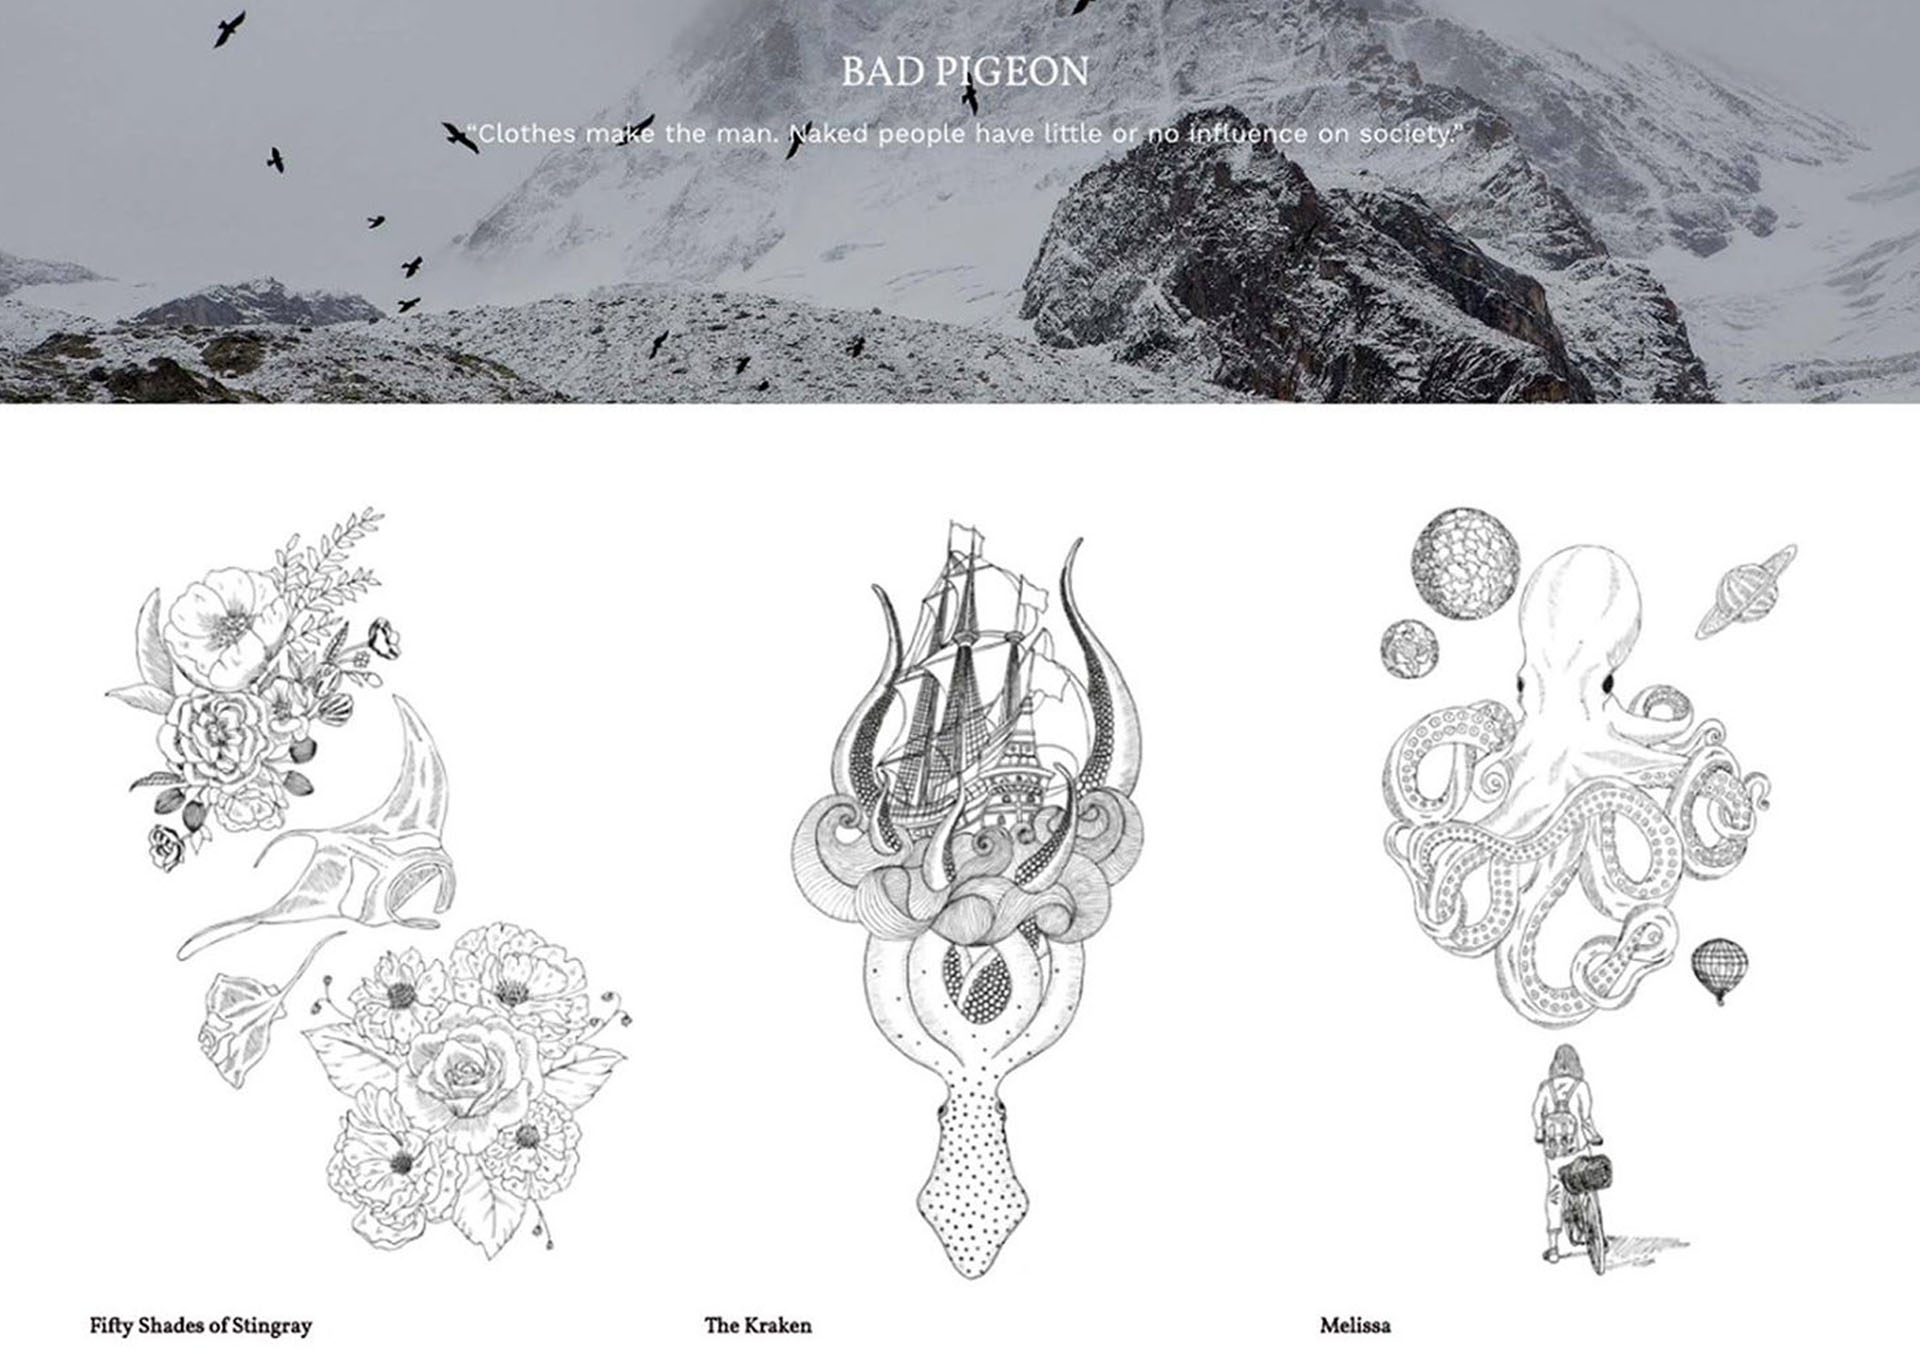 BAD PIGEON
“Clothes make the man. Naked people have little or no influence on society.”
Fifty Shades of Stingray
The Kraken
Melissa